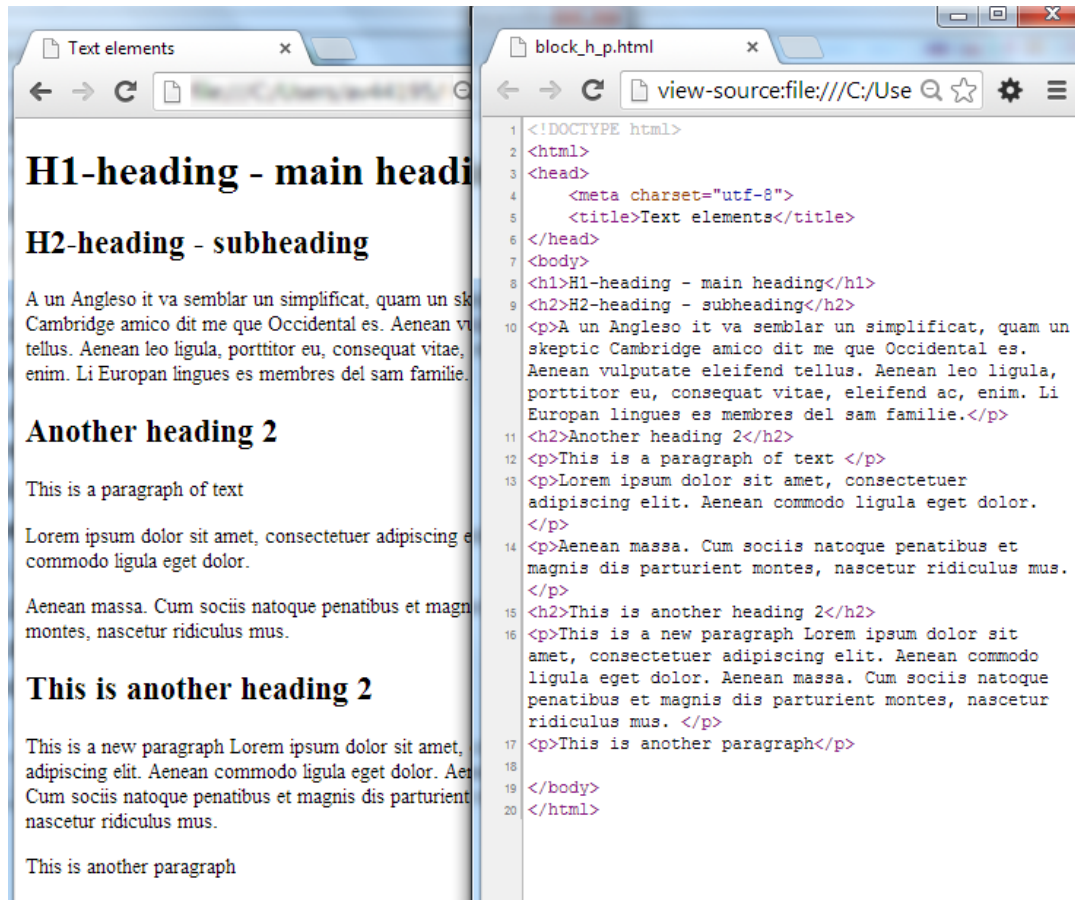 Text elements
H1-heading - main headi
H2-heading - subheading
A un Angleso it va semblar un simplificat, quam un sk
Cambridge amico dit me que Occidental es. Aenean vu
tellus. Aenean leo ligula, porttitor eu, consequat vitae,
enim. Li Europan lingues es membres del sam familie.
Another heading 2
This is a paragraph of text
Lorem ipsum dolor sit amet, consectetuer adipiscing e
commodo ligula eget dolor.
Aenean massa. Cum sociis natoque penatibus et magn
montes, nascetur ridiculus mus.
This is another heading 2
This is a new paragraph Lorem ipsum dolor sit amet,
adipiscing elit. Aenean commodo ligula eget dolor. Aen
Cum sociis natoque penatibus et magnis dis parturient
nascetur ridiculus mus.
This is another paragraph
block_h_p.html
view-source:file:///C:/Use
1 <!DOCTYPE html>
2 <html>
3 <head>
4 <meta charset="utf-8">
5 <title>Text elements</title>
6 </head>
7 <body>
8 <h1>H1-heading - main heading</h1>
9 <h2>H2-heading - subheading</h2>
10 <p>A un Angleso it va semblar un simplificat, quam un
skeptic Cambridge amico dit me que Occidental es.
Aenean vulputate eleifend tellus. Aenean leo ligula,
porttitor eu, consequat vitae, eleifend ac, enim. Li
Europan lingues es membres del sam familie.</p>
11 <h2>Another heading 2</h2>
12 <p>This is a paragraph of text </p>
13 <p>Lorem ipsum dolor sit amet, consectetuer
adipiscing elit. Aenean commodo ligula eget dolor.
</p>
14 <p>Aenean massa. Cum sociis natoque penatibus et
magnis dis parturient montes, nascetur ridiculus mus.
</p>
15 <h2>This is another heading 2</h2>
16 <p>This is a new paragraph Lorem ipsum dolor sit
amet, consectetuer adipiscing elit. Aenean commodo
ligula eget dolor. Aenean massa. Cum sociis natoque
penatibus et magnis dis parturient montes, nascetur
ridiculus mus. </p>
17 <p>This is another paragraph</p>
18
19 </body>
20 </html>